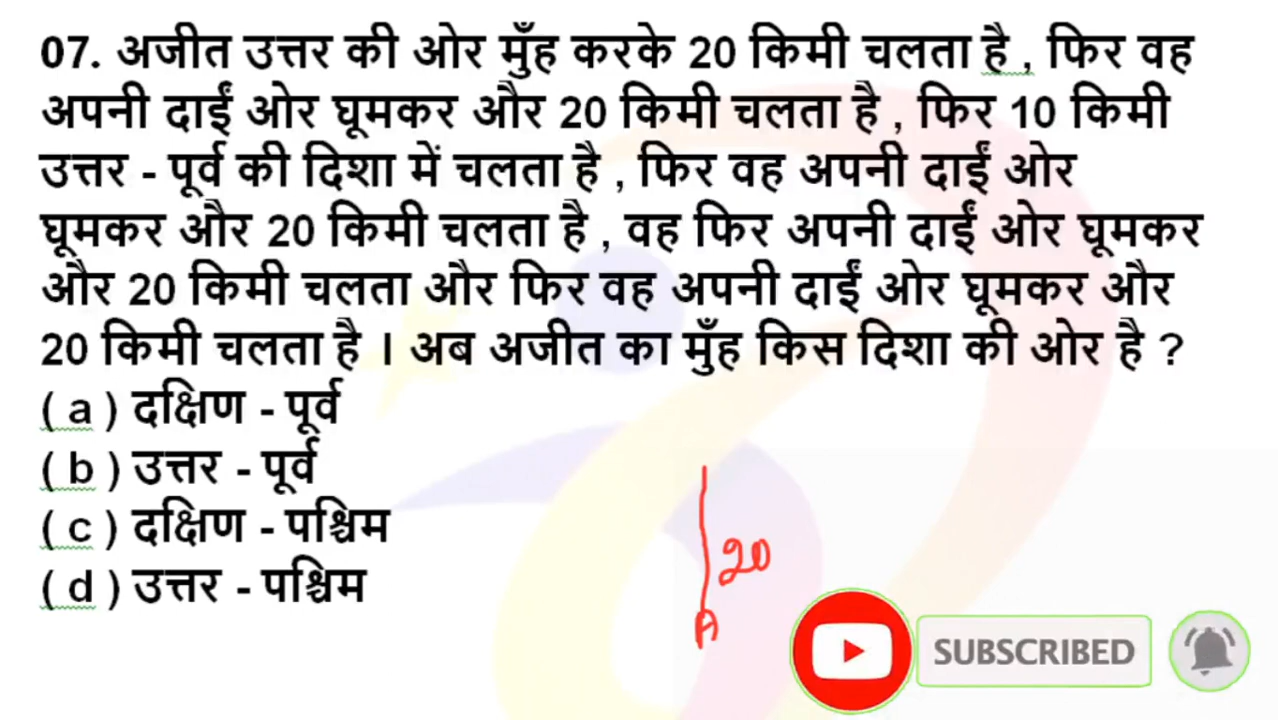 07. अजीत उत्तर की ओर मुँह करके 20 किमी चलता है , फिर वह
अपनी दाईं ओर घूमकर और 20 किमी चलता है , फिर 10 किमी
उत्तर - पूर्व की दिशा में चलता है , फिर वह अपनी दाईं ओर
घूमकर और 20 किमी चलता है , वह फिर अपनी दाईं ओर घूमकर
और 20 किमी चलता और फिर वह अपनी दाईं ओर घूमकर और
20 किमी चलता है । अब अजीत का मुँह किस दिशा की ओर है ?
( a ) दक्षिण - पूर्व
( b ) उत्तर - पूर्व
( c ) दक्षिण - पश्चिम
( d ) उत्तर - पश्चिम
20
A
SUBSCRIBED